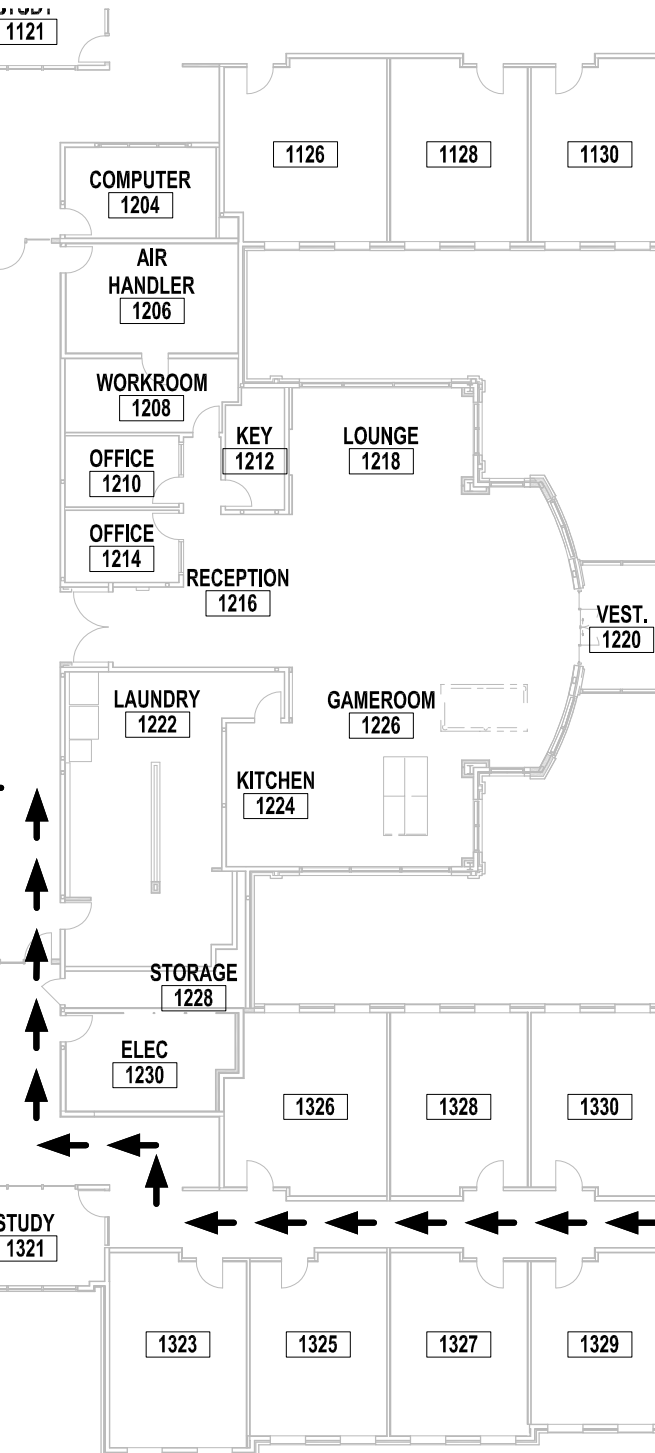 STUDY
1121
1126
1128
1130
COMPUTER
1204
AIR
HANDLER
1206
WORKROOM
1208
KEY
1212
LOUNGE
1218
OFFICE
1210
OFFICE
1214
RECEPTION
1216
VEST.
1220
LAUNDRY
1222
GAMEROOM
1226
KITCHEN
1224
STORAGE
1228
ELEC
1230
1326
1328
1330
STUDY
1321
1323
1325
1327
1329